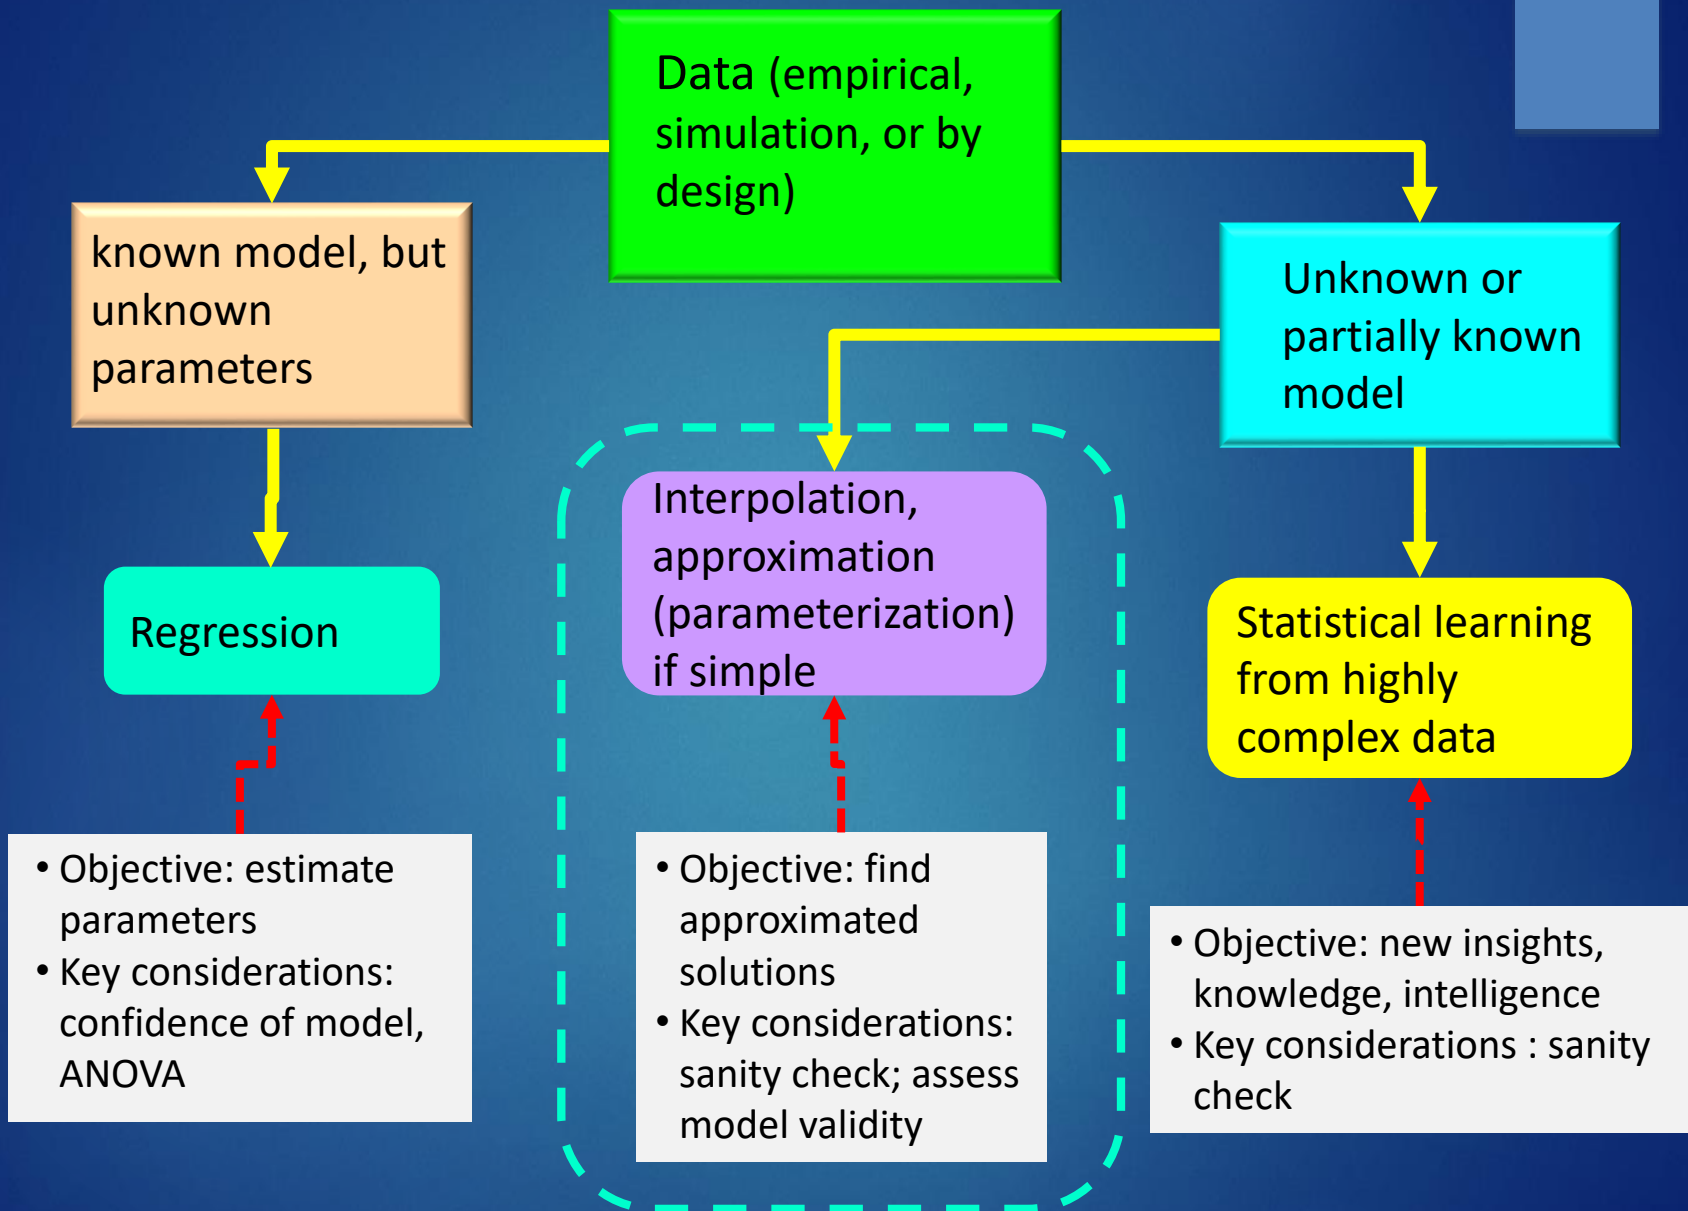 Data (empirical,
simulation, or by
design)
known model, but
unknown
parameters
Unknown or
partially known
model
Interpolation,
approximation
(parameterization)
if simple
Regression
Statistical learning
from highly
complex data
• Objective: estimate
parameters
• Key considerations:
confidence of model,
ANOVA
• Objective: find
approximated
solutions
• Key considerations:
sanity check; assess
model validity
• Objective: new insights,
knowledge, intelligence
• Key considerations : sanity
check